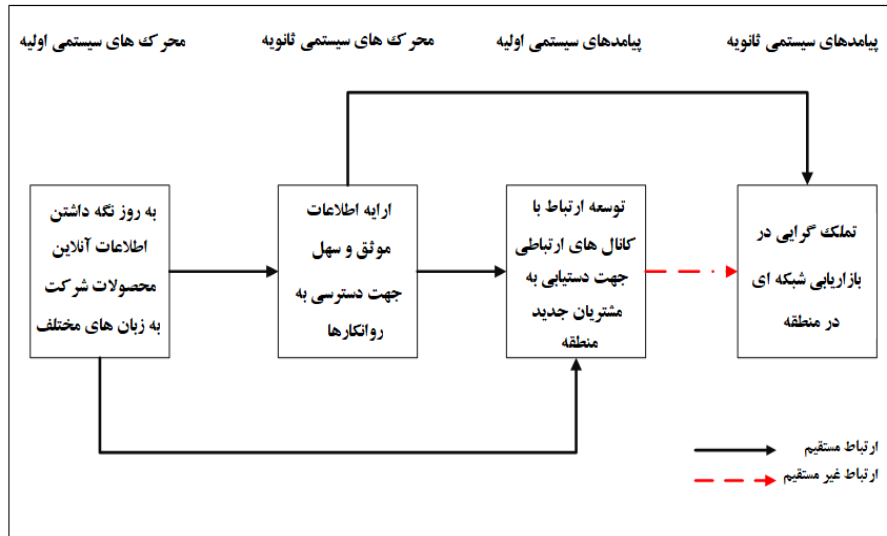 محرک های سیستمی اولیه
محرک های سیستمی ثانویه
پیامدهای سیستمی اولیه
پیامدهای سیستمی ثانویه
به روز نگه داشتن
اطلاعات آنلاین
محصولات شرکت
به زبان های مختلف
ارایه اطلاعات
موثق و سهل
جهت دسترسی به
روانکارها
توسعه ارتباط با
کانال های ارتباطی
جهت دستیابی به
مشتریان جدید
منطقه
تملک گرایی در
بازاریابی شبکه ای
در منطقه
ارتباط مستقیم
ارتباط غیر مستقیم